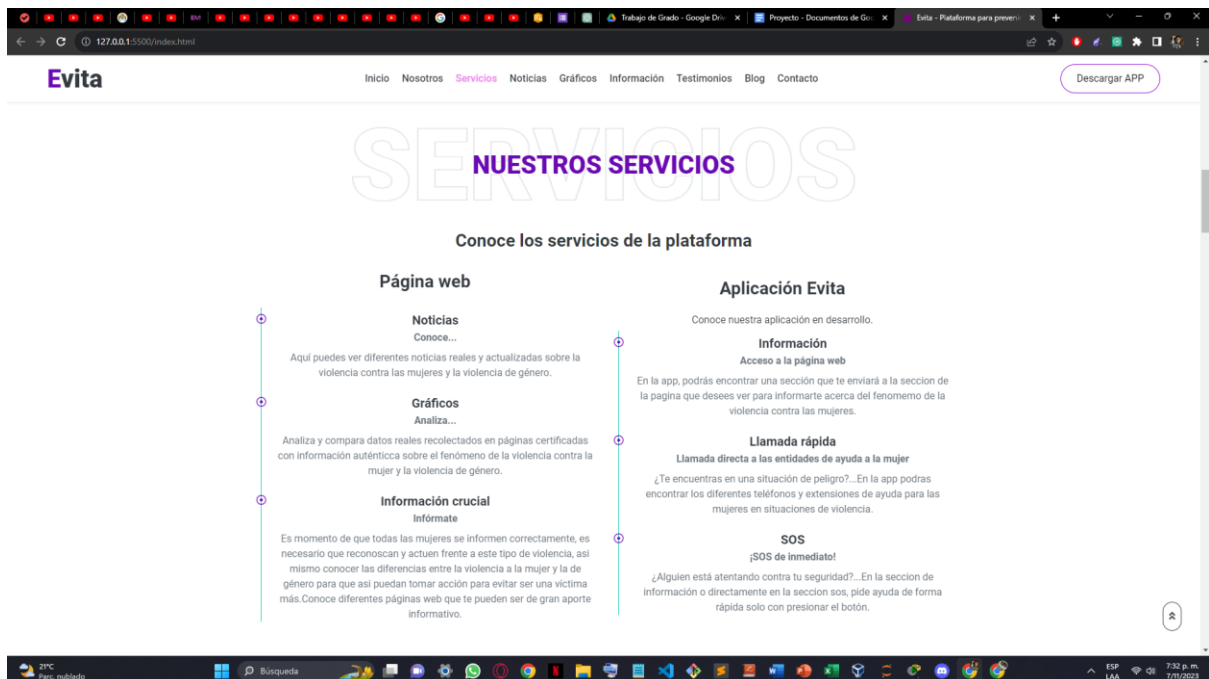 Trabajo de Grado - Google Driv
Proyecto - Documentos de Goo
Evita - Plataforma para preveni
127.0.0.1:5500/index.html
Evita
Inicio Nosotros Servicios Noticias Gráficos Información Testimonios Blog Contacto
Descargar APP
SERVICIOS
NUESTROS SERVICIOS
Conoce los servicios de la plataforma
Página web
Noticias
Conoce...
Aquí puedes ver diferentes noticias reales y actualizadas sobre la
violencia contra las mujeres y la violencia de género.
Gráficos
Analiza...
Analiza y compara datos reales recolectados en páginas certificadas
con información auténticca sobre el fenómeno de la violencia contra la
mujer y la violencia de género.
Información crucial
Infórmate
Es momento de que todas las mujeres se informen correctamente, es
necesario que reconoscan y actuen frente a este tipo de violencia, asi
mismo conocer las diferencias entre la violencia a la mujer y la de
género para que asi puedan tomar acción para evitar ser una victima
más.Conoce diferentes páginas web que te pueden ser de gran aporte
informativo.
Aplicación Evita
Conoce nuestra aplicación en desarrollo.
Información
Acceso a la página web
En la app, podrás encontrar una sección que te enviará a la seccion de
la pagina que desees ver para informarte acerca del fenomemo de la
violencia contra las mujeres.
Llamada rápida
Llamada directa a las entidades de ayuda a la mujer
¿Te encuentras en una situación de peligro?...En la app podras
encontrar los diferentes teléfonos y extensiones de ayuda para las
mujeres en situaciones de violencia.
SOS
¡SOS de inmediato!
¿Alguien está atentando contra tu seguridad?...En la seccion de
información o directamente en la seccion sos, pide ayuda de forma
rápida solo con presionar el botón.
21°C
Parc. nublado
Búsqueda
ESP
LAA
7:32 p. m.
7/11/2023